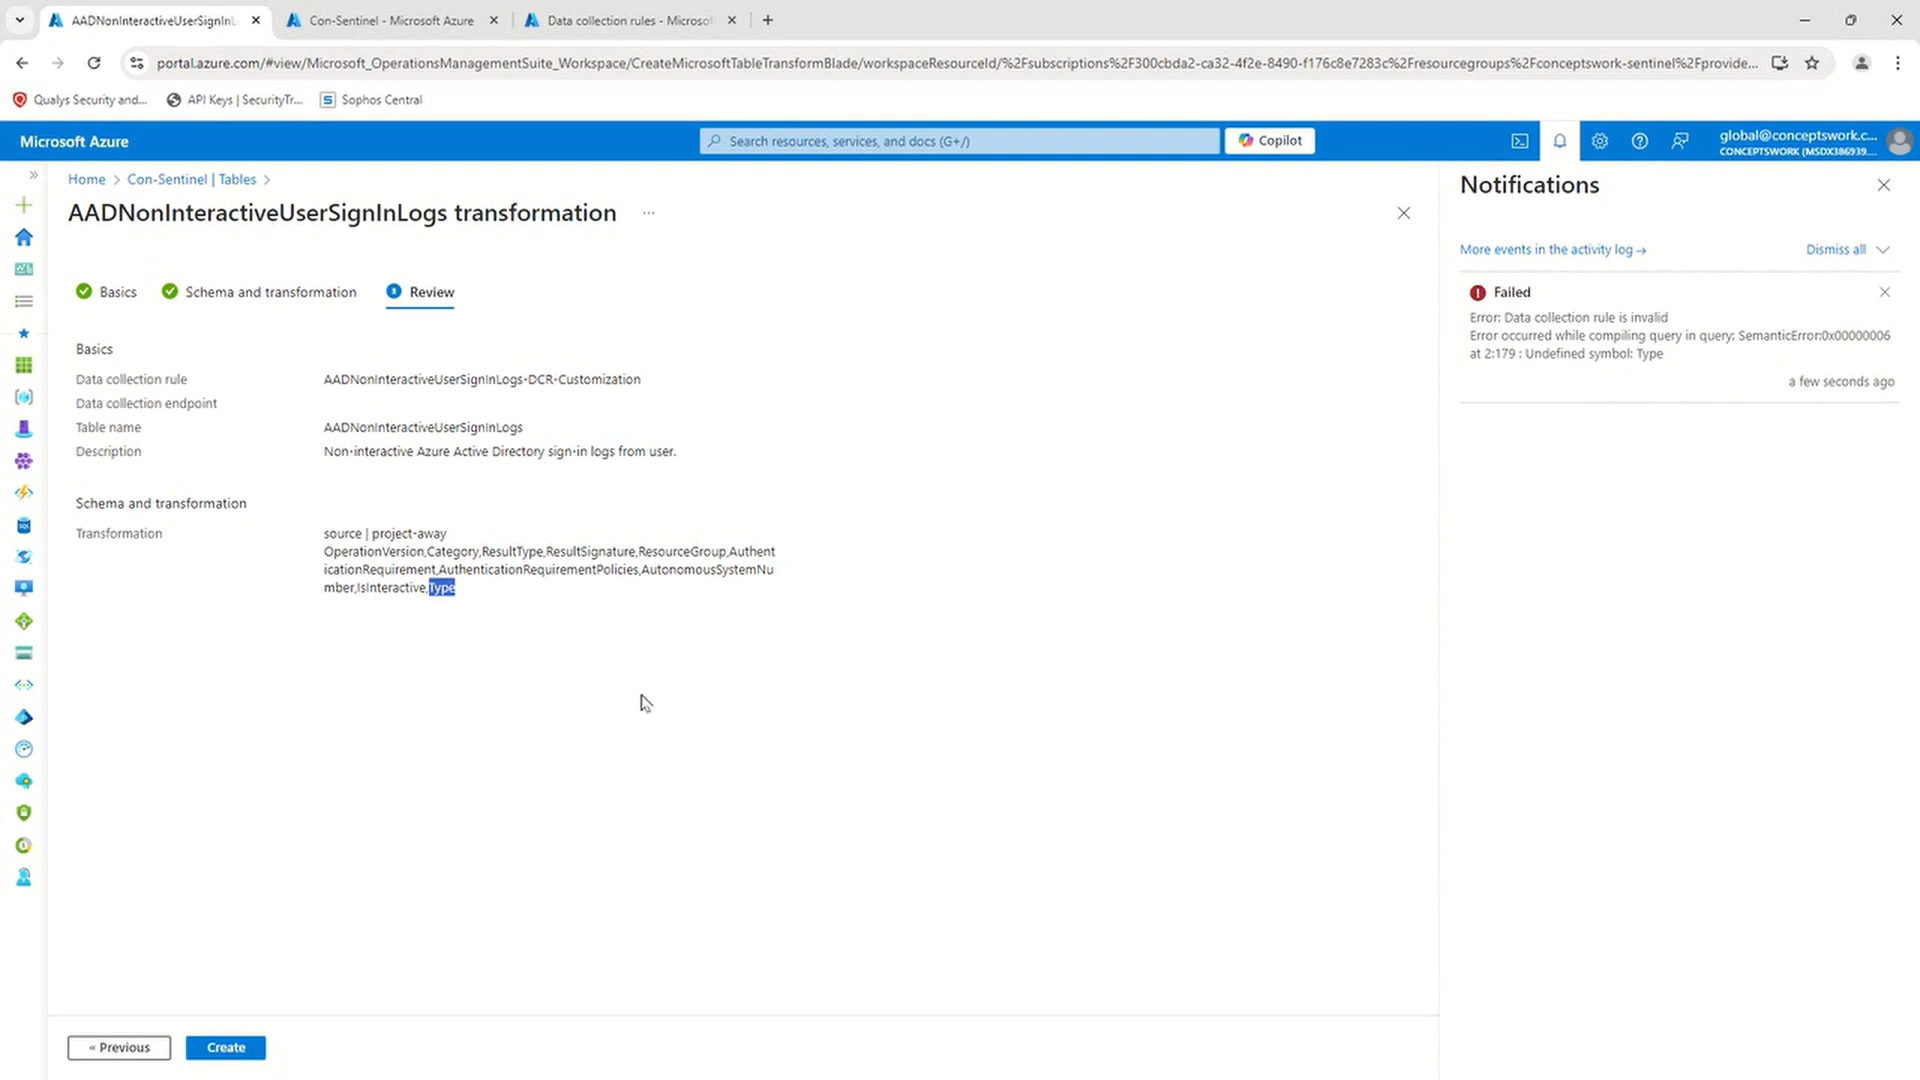 AADNonInteractiveUserSignInL
Con-Sentinel - Microsoft Azure
Data collection rules - Microsof
portal.azure.com/#view/Microsoft_OperationsManagementSuite_Workspace/CreateMicrosoftTableTransformBlade/workspaceResourceId/%2Fsubscriptions%2F300cbda2-ca32-4f2e-8490-f176c8e7283c%2Fresourcegroups%2Fconceptswork-sentinel%2Fprovide...
Qualys Security and...
API Keys | SecurityTr...
Sophos Central
Microsoft Azure
Search resources, services, and docs (G+/)
Copilot
global@conceptswork.c...
CONCEPTSWORK (MSDX386939....
Home > Con-Sentinel | Tables >
AADNonInteractiveUserSignInLogs transformation ...
Basics
Schema and transformation
3 Review
Basics
Data collection rule AADNonInteractiveUserSignInLogs-DCR-Customization
Data collection endpoint
Table name AADNonInteractiveUserSignInLogs
Description Non-interactive Azure Active Directory sign-in logs from user.
Schema and transformation
Transformation source | project-away
OperationVersion,Category,ResultType,ResultSignature,ResourceGroup,Authent
icationRequirement,AuthenticationRequirementPolicies,AutonomousSystemNu
mber,IsInteractive,Type
« Previous
Create
Notifications
More events in the activity log →
Dismiss all
Failed
Error: Data collection rule is invalid
Error occurred while compiling query in query: SemanticError:0x00000006
at 2:179 : Undefined symbol: Type
a few seconds ago